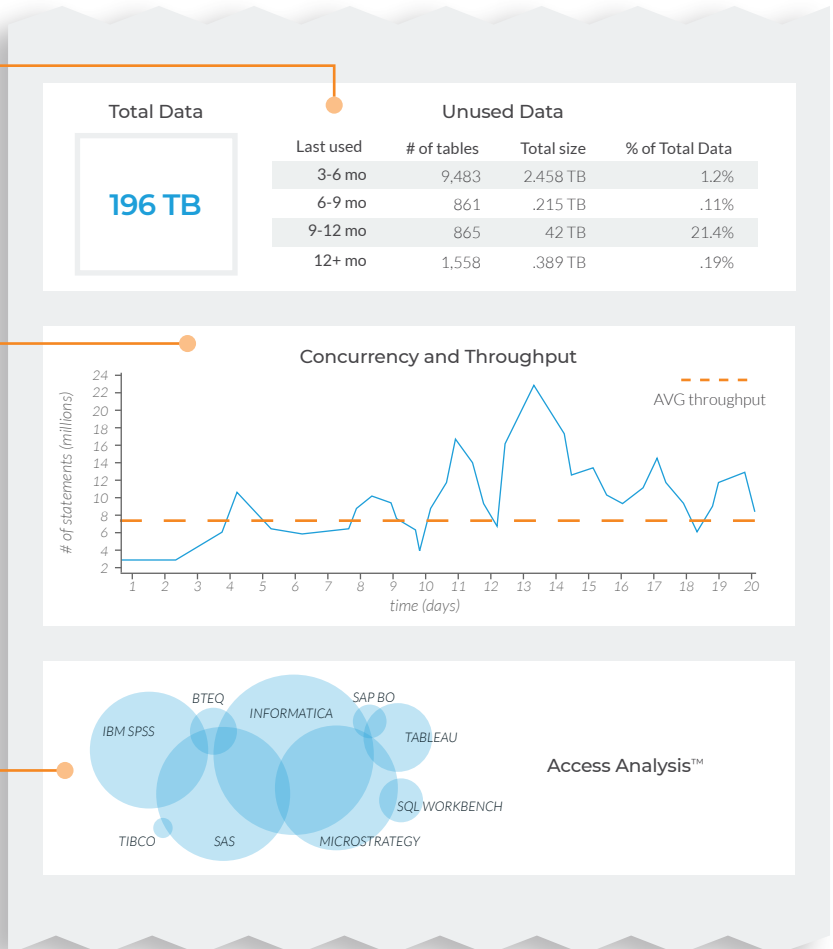 Total Data
196 TB
Unused Data
Last used # of tables Total size % of Total Data
3-6 mo 9,483 2.458 TB 1.2%
6-9 mo 861 .215 TB .11%
9-12 mo 865 42 TB 21.4%
12+ mo 1,558 .389 TB .19%
Concurrency and Throughput
AVG throughput
# of statements (millions)
24
22
20
18
16
14
12
10
8
6
4
2
1 2 3 4 5 6 7 8 9 10 11 12 13 14 15 16 17 18 19 20
time (days)
BTEQ
SAP BO
INFORMATICA
IBM SPSS
TABLEAU
Access Analysis™
SQL WORKBENCH
TIBCO
SAS
MICROSTRATEGY